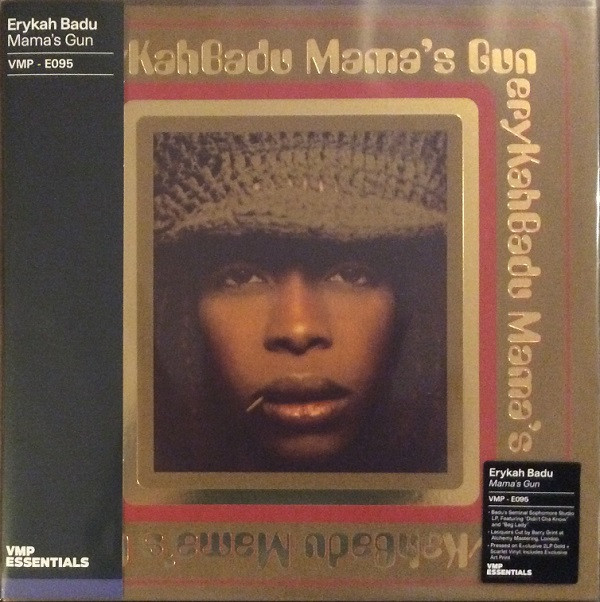 Erykah Badu
Mama's Gun
VMP - E095
ryKahBadu Mama's Gun
eryKahBadu Mama's
KahBadu Mama's
VMP
ESSENTIALS
Erykah Badu
Mama's Gun
VMP - E095
• Badu's Seminal Sophomore Studio
LP, Featuring "Didn't Cha Know"
and "Bag Lady"
• Lacquers Cut by Barry Grint at
Alchemy Mastering, London
• Pressed on Exclusive 2LP Gold +
Scarlet Vinyl; Includes Exclusive
Art Print
VMP
ESSENTIALS